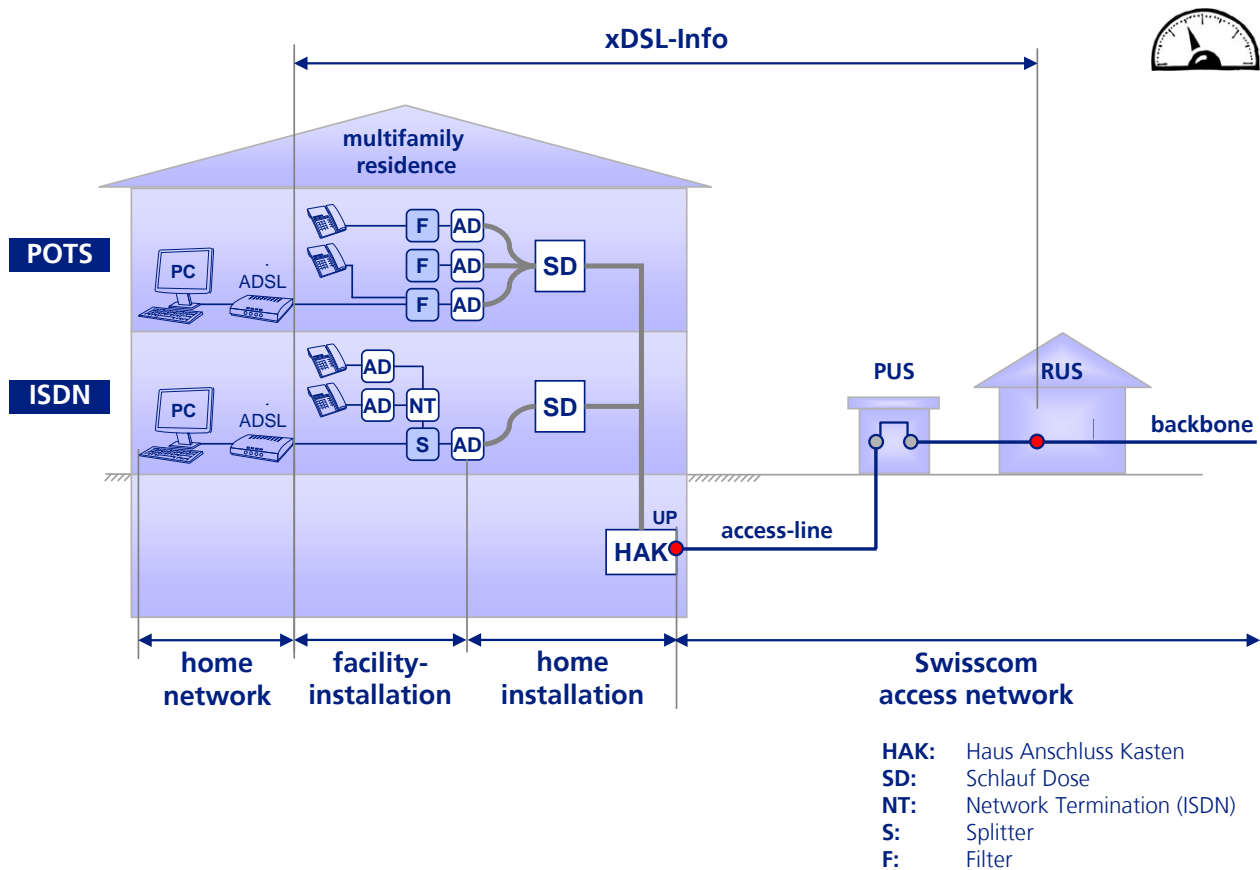 xDSL-Info
multifamily
residence
POTS
F
AD
F
AD
SD
PC
ADSL
F
AD
ISDN
AD
AD
NT
SD
PC
ADSL
S
AD
PUS
RUS
backbone
UP
HAK
access-line
home
network
facility-
installation
home
installation
Swisscom
access network
HAK: Haus Anschluss Kasten
SD: Schlauf Dose
NT: Network Termination (ISDN)
S: Splitter
F: Filter